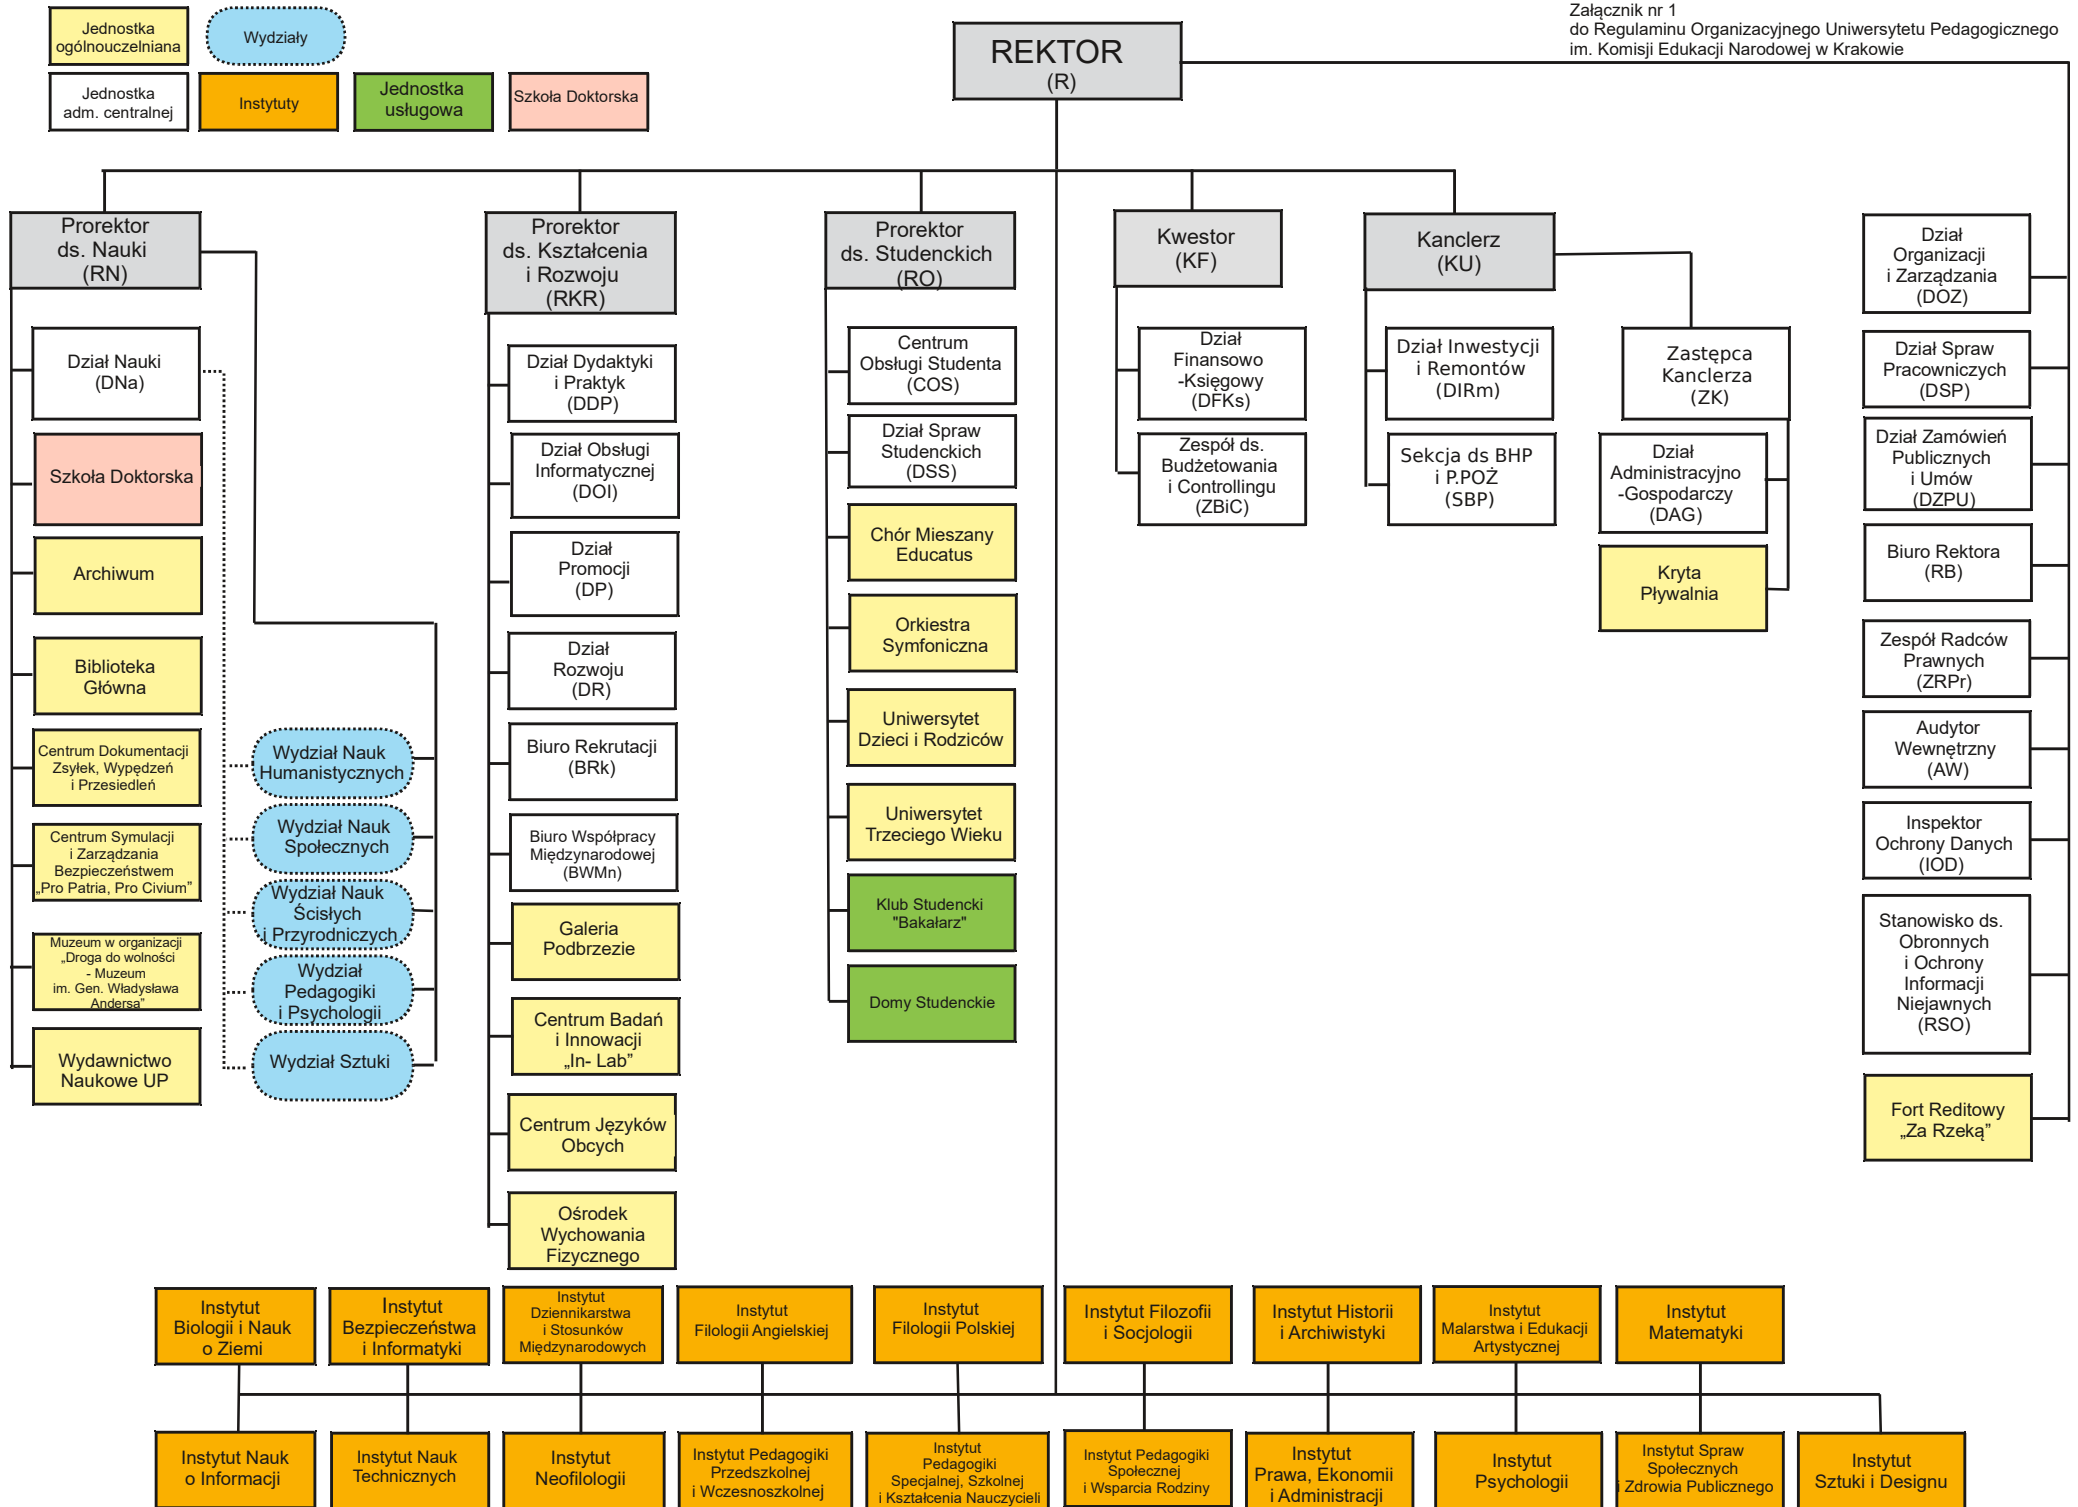 Jednostka
ogólnouczelniana
Wydziały
Jednostka
adm. centralnej
Instytuty
Jednostka
usługowa
Szkoła Doktorska
REKTOR
(R)
Załącznik nr 1
do Regulaminu Organizacyjnego Uniwersytetu Pedagogicznego
im. Komisji Edukacji Narodowej w Krakowie
Prorektor
ds. Nauki
(RN)
Dział Nauki
(DNa)
Szkoła Doktorska
Archiwum
Biblioteka
Główna
Centrum Dokumentacji
Zsyłek, Wypędzeń
i Przesiedleń
Centrum Symulacji
i Zarządzania
Bezpieczeństwem
„Pro Patria, Pro Civium”
Muzeum w organizacji
„Droga do wolności
- Muzeum
im. Gen. Władysława
Andersa”
Wydawnictwo
Naukowe UP
Wydział Nauk
Humanistycznych
Wydział Nauk
Społecznych
Wydział Nauk
Ścisłych
i Przyrodniczych
Wydział
Pedagogiki
i Psychologii
Wydział Sztuki
Prorektor
ds. Kształcenia
i Rozwoju
(RKR)
Dział Dydaktyki
i Praktyk
(DDP)
Dział Obsługi
Informatycznej
(DOI)
Dział
Promocji
(DP)
Dział
Rozwoju
(DR)
Biuro Rekrutacji
(BRk)
Biuro Współpracy
Międzynarodowej
(BWMn)
Galeria
Podbrzezie
Centrum Badań
i Innowacji
„In- Lab”
Centrum Języków
Obcych
Ośrodek
Wychowania
Fizycznego
Prorektor
ds. Studenckich
(RO)
Centrum
Obsługi Studenta
(COS)
Dział Spraw
Studenckich
(DSS)
Chór Mieszany
Educatus
Orkiestra
Symfoniczna
Uniwersytet
Dzieci i Rodziców
Uniwersytet
Trzeciego Wieku
Klub Studencki
"Bakałarz"
Domy Studenckie
Kwestor
(KF)
Dział
Finansowo
-Księgowy
(DFKs)
Zespół ds.
Budżetowania
i Controllingu
(ZBiC)
Kanclerz
(KU)
Dział Inwestycji
i Remontów
(DIRm)
Sekcja ds BHP
i P.POŻ
(SBP)
Zastępca
Kanclerza
(ZK)
Dział
Administracyjno
-Gospodarczy
(DAG)
Kryta
Pływalnia
Dział
Organizacji
i Zarządzania
(DOZ)
Dział Spraw
Pracowniczych
(DSP)
Dział Zamówień
Publicznych
i Umów
(DZPU)
Biuro Rektora
(RB)
Zespół Radców
Prawnych
(ZRPr)
Audytor
Wewnętrzny
(AW)
Inspektor
Ochrony Danych
(IOD)
Stanowisko ds.
Obronnych
i Ochrony
Informacji
Niejawnych
(RSO)
Fort Reditowy
„Za Rzeką”
Instytut
Biologii i Nauk
o Ziemi
Instytut
Bezpieczeństwa
i Informatyki
Instytut
Dziennikarstwa
i Stosunków
Międzynarodowych
Instytut
Filologii Angielskiej
Instytut
Filologii Polskiej
Instytut Filozofii
i Socjologii
Instytut Historii
i Archiwistyki
Instytut
Malarstwa i Edukacji
Artystycznej
Instytut
Matematyki
Instytut Nauk
o Informacji
Instytut Nauk
Technicznych
Instytut
Neofilologii
Instytut Pedagogiki
Przedszkolnej
i Wczesnoszkolnej
Instytut
Pedagogiki
Specjalnej, Szkolnej
i Kształcenia Nauczycieli
Instytut Pedagogiki
Społecznej
i Wsparcia Rodziny
Instytut
Prawa, Ekonomii
i Administracji
Instytut
Psychologii
Instytut Spraw
Społecznych
i Zdrowia Publicznego
Instytut
Sztuki i Designu